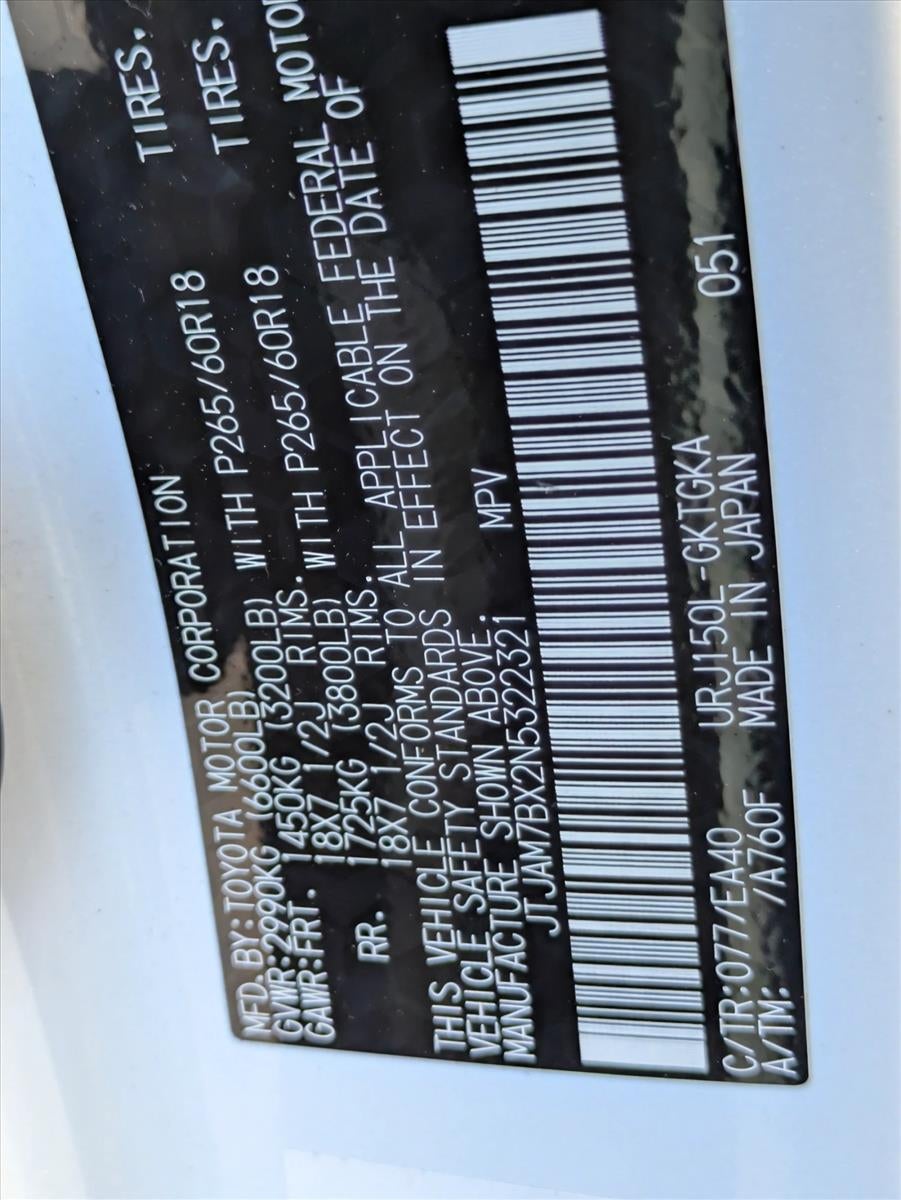 MFD. BY:TOYOTA MOTOR CORPORATION
GVWR:2990KG (6600LB)
GAWR:FRT. 1450KG (3200LB) WITH P265/60R18 TIRES.
18X7 1/2J RIMS.
RR. 1725KG (3800LB) WITH P265/60R18 TIRES.
18X7 1/2J RIMS.
THIS VEHICLE CONFORMS TO ALL APPLICABLE FEDERAL
VEHICLE SAFETY STANDARDS IN EFFECT ON THE DATE OF
MANUFACTURE SHOWN ABOVE.
JTJAM7BX2N5322321 MPV
C/TR:077/EA40 URJ150L-GKTGKA 051
A/TM: /A760F MADE IN JAPAN